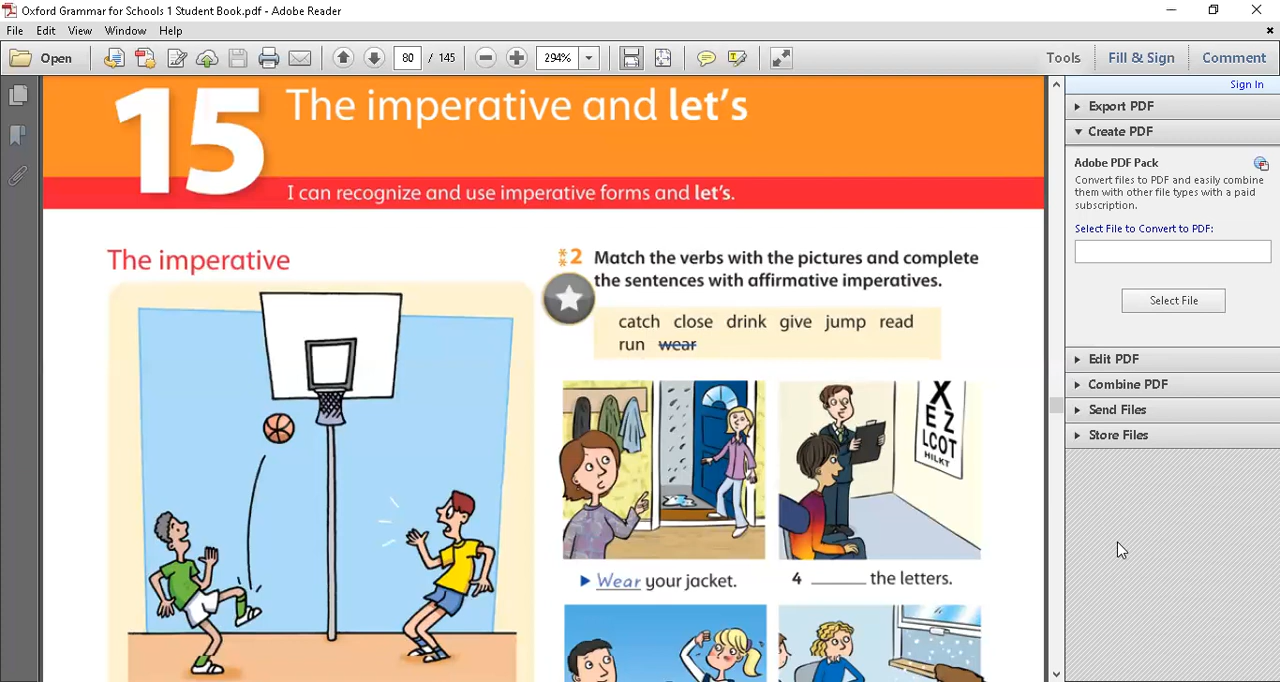 Oxford Grammar for Schools 1 Student Book.pdf - Adobe Reader
File Edit View Window Help
Open 80 / 145 294% Tools Fill & Sign Comment
Sign In
Export PDF
Create PDF
Adobe PDF Pack
Convert files to PDF and easily combine
them with other file types with a paid
subscription.
Select File to Convert to PDF:
Select File
Edit PDF
Combine PDF
Send Files
Store Files
15 The imperative and let's
I can recognize and use imperative forms and let's.
The imperative
2 Match the verbs with the pictures and complete
the sentences with affirmative imperatives.
catch close drink give jump read
run wear
X
E Z
LCOT
HILKT
Wear your jacket.
4 ______ the letters.